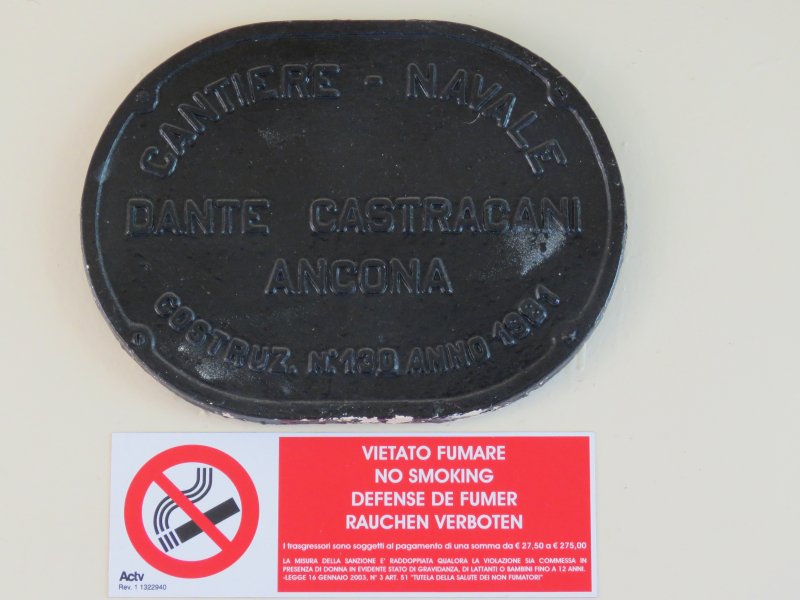 CANTIERE - NAVALE
DANTE CASTRACANI
ANCONA
COSTRUZ. N° 130 ANNO 1981
VIETATO FUMARE
NO SMOKING
DEFENSE DE FUMER
RAUCHEN VERBOTEN
I trasgressori sono soggetti al pagamento di una somma da € 27,50 a € 275,00
LA MISURA DELLA SANZIONE E' RADDOPPIATA QUALORA LA VIOLAZIONE SIA COMMESSA IN
PRESENZA DI DONNA IN EVIDENTE STATO DI GRAVIDANZA, DI LATTANTI O BAMBINI FINO A 12 ANNI.
-LEGGE 16 GENNAIO 2003, N° 3 ART. 51 "TUTELA DELLA SALUTE DEI NON FUMATORI"
Actv
Rev. 1 1322940